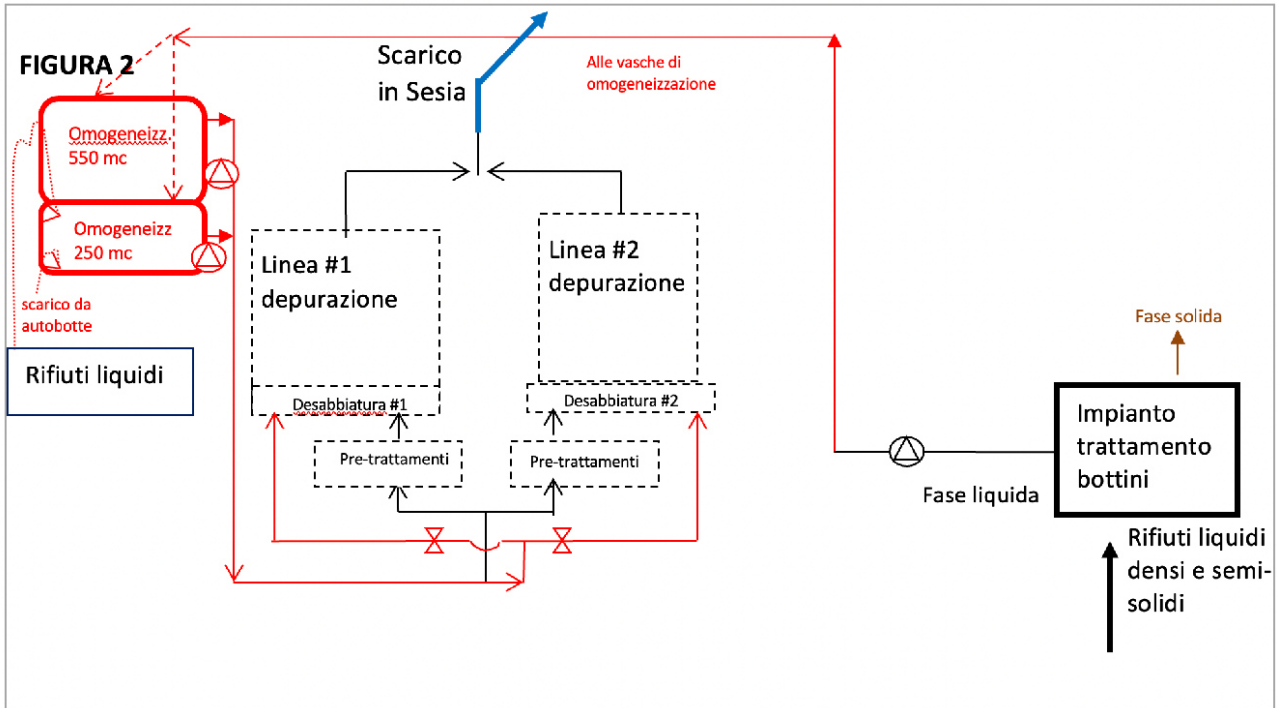 FIGURA 2
Scarico
in Sesia
Alle vasche di
omogeneizzazione
Omogeneizz.
550 mc
Omogeneizz
250 mc
scarico da
autobotte
Rifiuti liquidi
Linea #1
depurazione
Linea #2
depurazione
Desabbiatura #1
Desabbiatura #2
Pre-trattamenti
Pre-trattamenti
Fase solida
Impianto
trattamento
bottini
Fase liquida
Rifiuti liquidi
densi e semi-
solidi